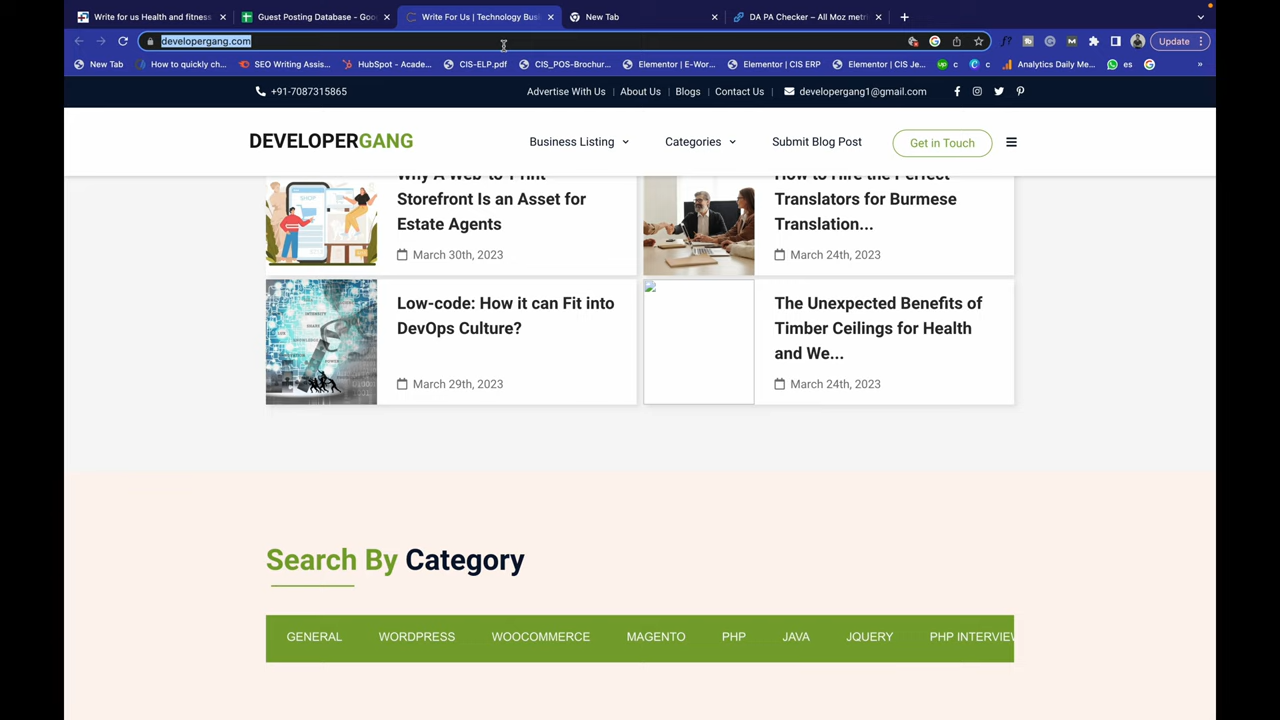 Write for us Health and fitness
Guest Posting Database - Goo
Write For Us | Technology Busi
New Tab
DA PA Checker – All Moz metr
developergang.com
Update
New Tab
How to quickly ch...
SEO Writing Assis...
HubSpot - Acade...
CIS-ELP.pdf
CIS_POS-Brochur...
Elementor | E-Wor...
Elementor | CIS ERP
Elementor | CIS Je...
c
c
Analytics Daily Me...
es
»
+91-7087315865
Advertise With Us | About Us | Blogs | Contact Us |
developergang1@gmail.com
DEVELOPERGANG
Business Listing
Categories
Submit Blog Post
Get in Touch
Why A Web-to-Print
Storefront Is an Asset for
Estate Agents
March 30th, 2023
How to Hire the Perfect
Translators for Burmese
Translation...
March 24th, 2023
Low-code: How it can Fit into
DevOps Culture?
March 29th, 2023
The Unexpected Benefits of
Timber Ceilings for Health
and We...
March 24th, 2023
Search By Category
GENERAL WORDPRESS WOOCOMMERCE MAGENTO PHP JAVA JQUERY PHP INTERVIEW